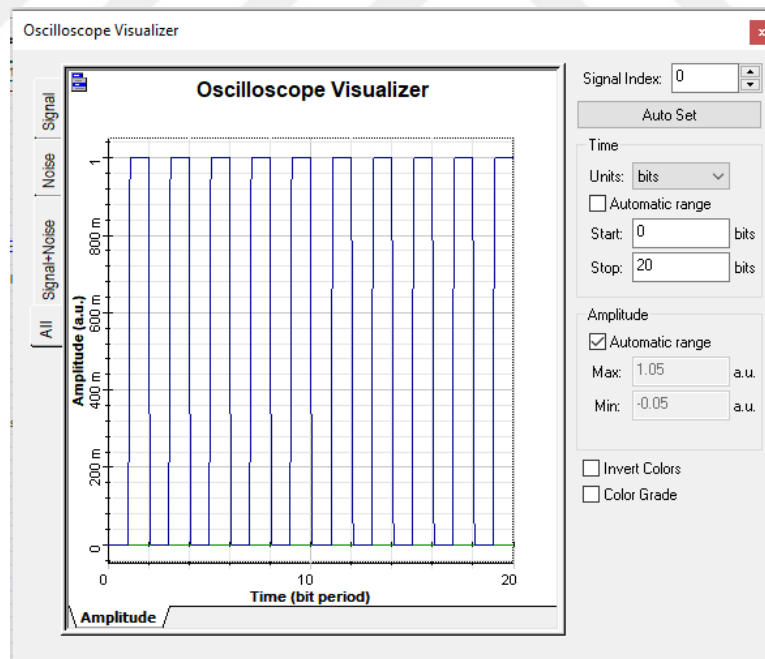 Oscilloscope Visualizer
Signal
Noise
Signal+Noise
All
Oscilloscope Visualizer
Amplitude (a.u.)
1
800 m
600 m
400 m
200 m
0
0 10 20
Time (bit period)
Amplitude
Signal Index: 0
Auto Set
Time
Units: bits
Automatic range
Start: 0 bits
Stop: 20 bits
Amplitude
Automatic range
Max: 1.05 a.u.
Min: -0.05 a.u.
Invert Colors
Color Grade